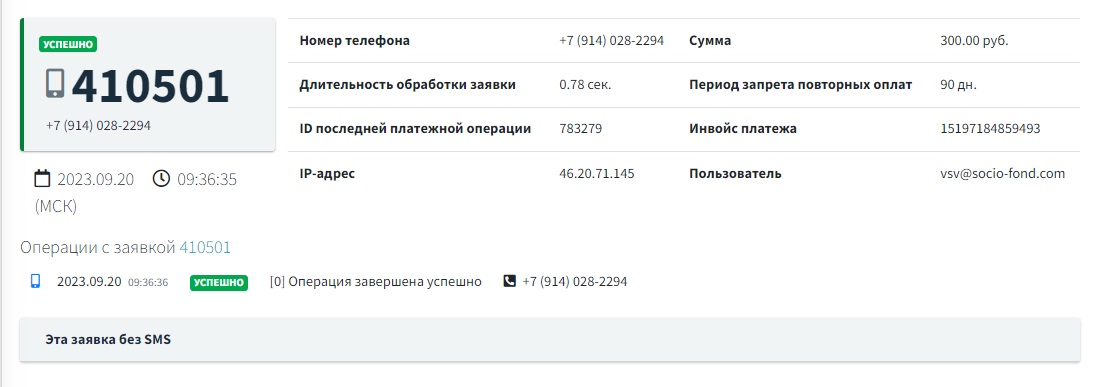 УСПЕШНО
410501
+7 (914) 028-2294
2023.09.20 09:36:35
(МСК)
Номер телефона +7 (914) 028-2294 Сумма 300.00 руб.
Длительность обработки заявки 0.78 сек. Период запрета повторных оплат 90 дн.
ID последней платежной операции 783279 Инвойс платежа 15197184859493
IP-адрес 46.20.71.145 Пользователь vsv@socio-fond.com
Операции с заявкой 410501
2023.09.20 09:36:36 УСПЕШНО [0] Операция завершена успешно +7 (914) 028-2294
Эта заявка без SMS